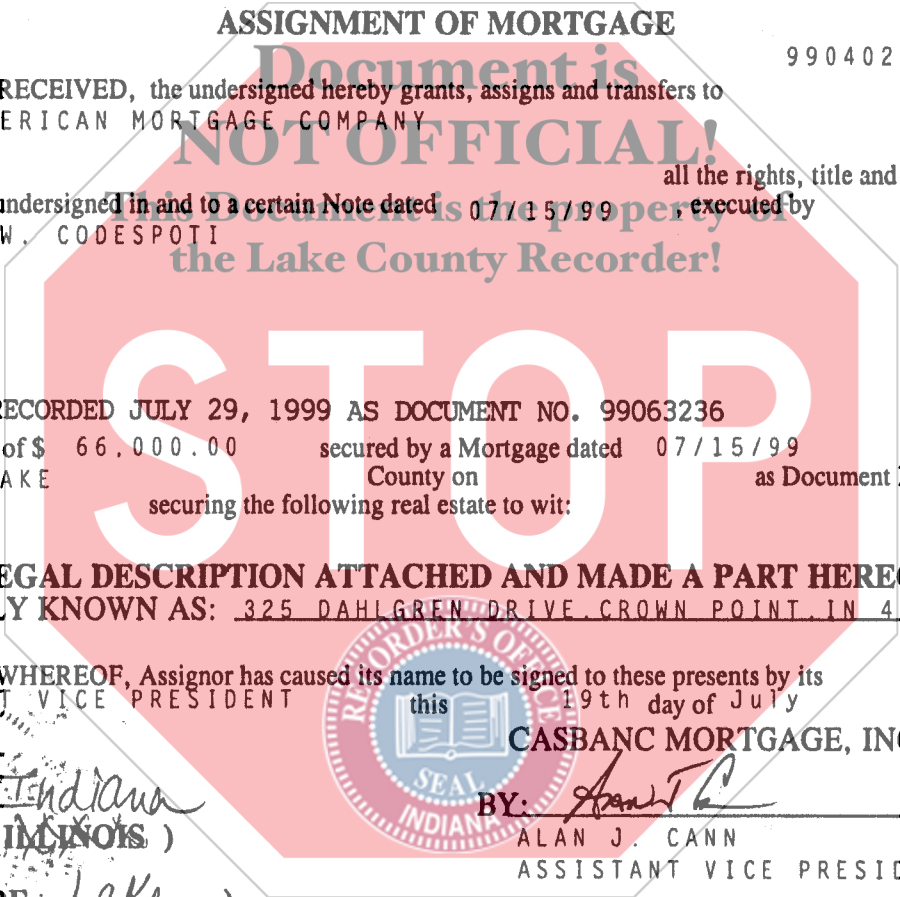 ASSIGNMENT OF MORTGAGE
Document is
990402
RECEIVED, the undersigned hereby grants, assigns and transfers to
ERICAN MORTGAGE COMPANY
NOT OFFICIAL!
all the rights, title and
undersigned in and to a certain Note dated 07/15/99 , executed by
This Document is the property of
W. CODESPOTI
the Lake County Recorder!
STOP
RECORDED JULY 29, 1999 AS DOCUMENT NO. 99063236
of $ 66,000.00 secured by a Mortgage dated 07/15/99
AKE County on as Document
securing the following real estate to wit:
EGAL DESCRIPTION ATTACHED AND MADE A PART HERE
LY KNOWN AS: 325 DAHLGREN DRIVE, CROWN POINT, IN 4
RECORDER'S OFFICE
WHEREOF, Assignor has caused its name to be signed to these presents by its
T VICE PRESIDENT this 19th day of July
CASBANC MORTGAGE, INC
SEAL
INDIANA
Indiana
BY:
ILLINOIS )
ALAN J. CANN
ASSISTANT VICE PRESID
Lake )